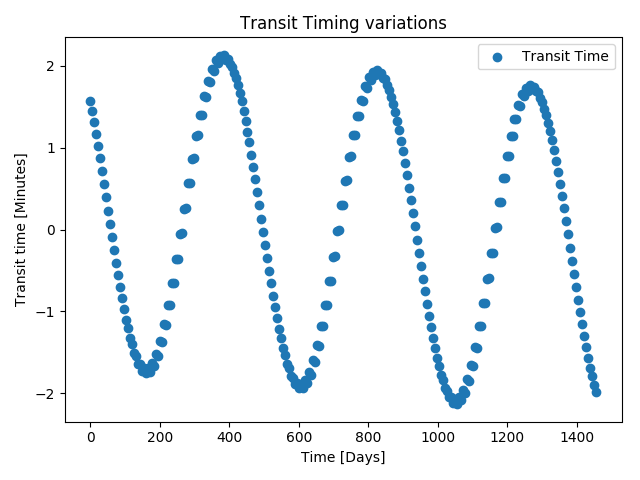 Transit Timing variations
Transit Time
Transit time [Minutes]
2
1
0
−1
−2
0 200 400 600 800 1000 1200 1400
Time [Days]